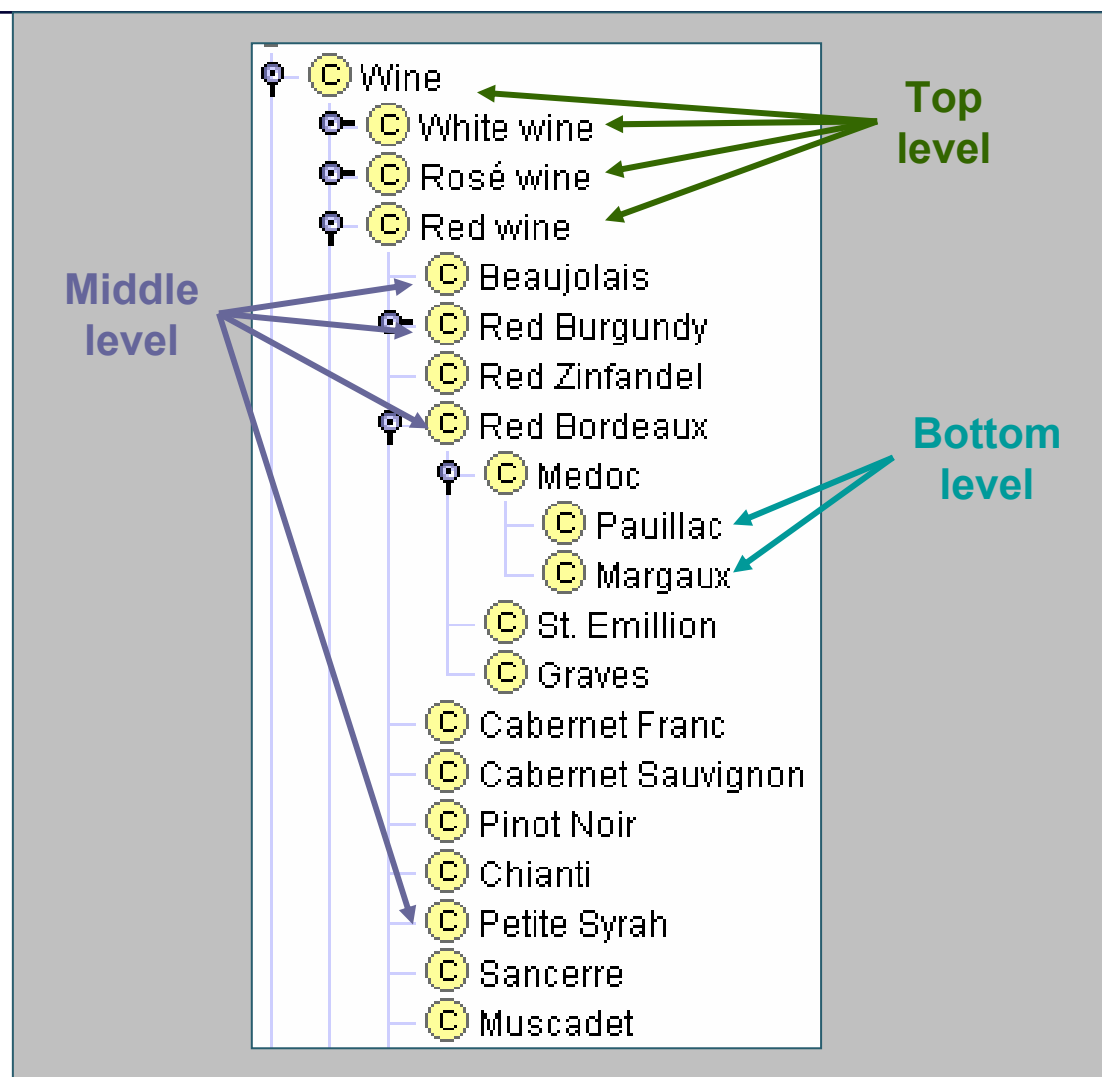 C Wine
Top
level
C White wine
C Rosé wine
C Red wine
Middle
level
C Beaujolais
C Red Burgundy
C Red Zinfandel
C Red Bordeaux
Bottom
level
C Medoc
C Pauillac
C Margaux
C St. Emillion
C Graves
C Cabernet Franc
C Cabernet Sauvignon
C Pinot Noir
C Chianti
C Petite Syrah
C Sancerre
C Muscadet